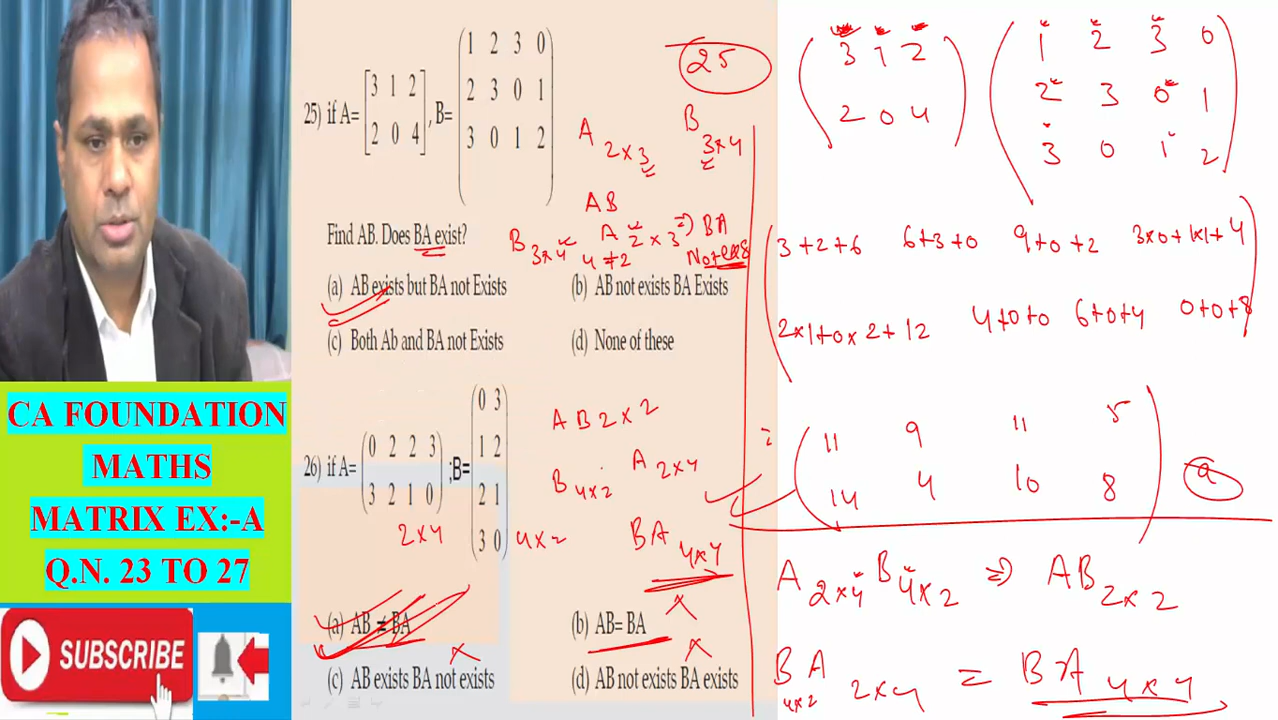 25) if A= [3 1 2 / 2 0 4] , B= (1 2 3 0 / 2 3 0 1 / 3 0 1 2)
Find AB. Does BA exist?
(a) AB exists but BA not Exists
(b) AB not exists BA Exists
(c) Both Ab and BA not Exists
(d) None of these
26) if A= (0 2 2 3 / 3 2 1 0) ;B= (0 3 / 1 2 / 2 1 / 3 0)
2×4
4×2
(a) AB ≠ BA
(b) AB= BA
(c) AB exists BA not exists
(d) AB not exists BA exists
25
A 2×3 B 3×4
AB
B 3×4 A 2×3 ⇒ BA
4≠2
AB 2×2
B 4×2 A 2×4
BA 4×4
3 1 2
2 0 4
1 2 3 0
2 3 0 1
3 0 1 2
3+2+6 6+3+0 9+0+2 3×0+1×1+4
2×1+0×2+12 4+0+0 6+0+4 0+0+8
= 11 9 11 5
14 4 10 8
a
A 2×4 B 4×2 ⇒ AB 2×2
B 4×2 A 2×4 = BA 4×4
CA FOUNDATION
MATHS
MATRIX EX:-A
Q.N. 23 TO 27
SUBSCRIBE